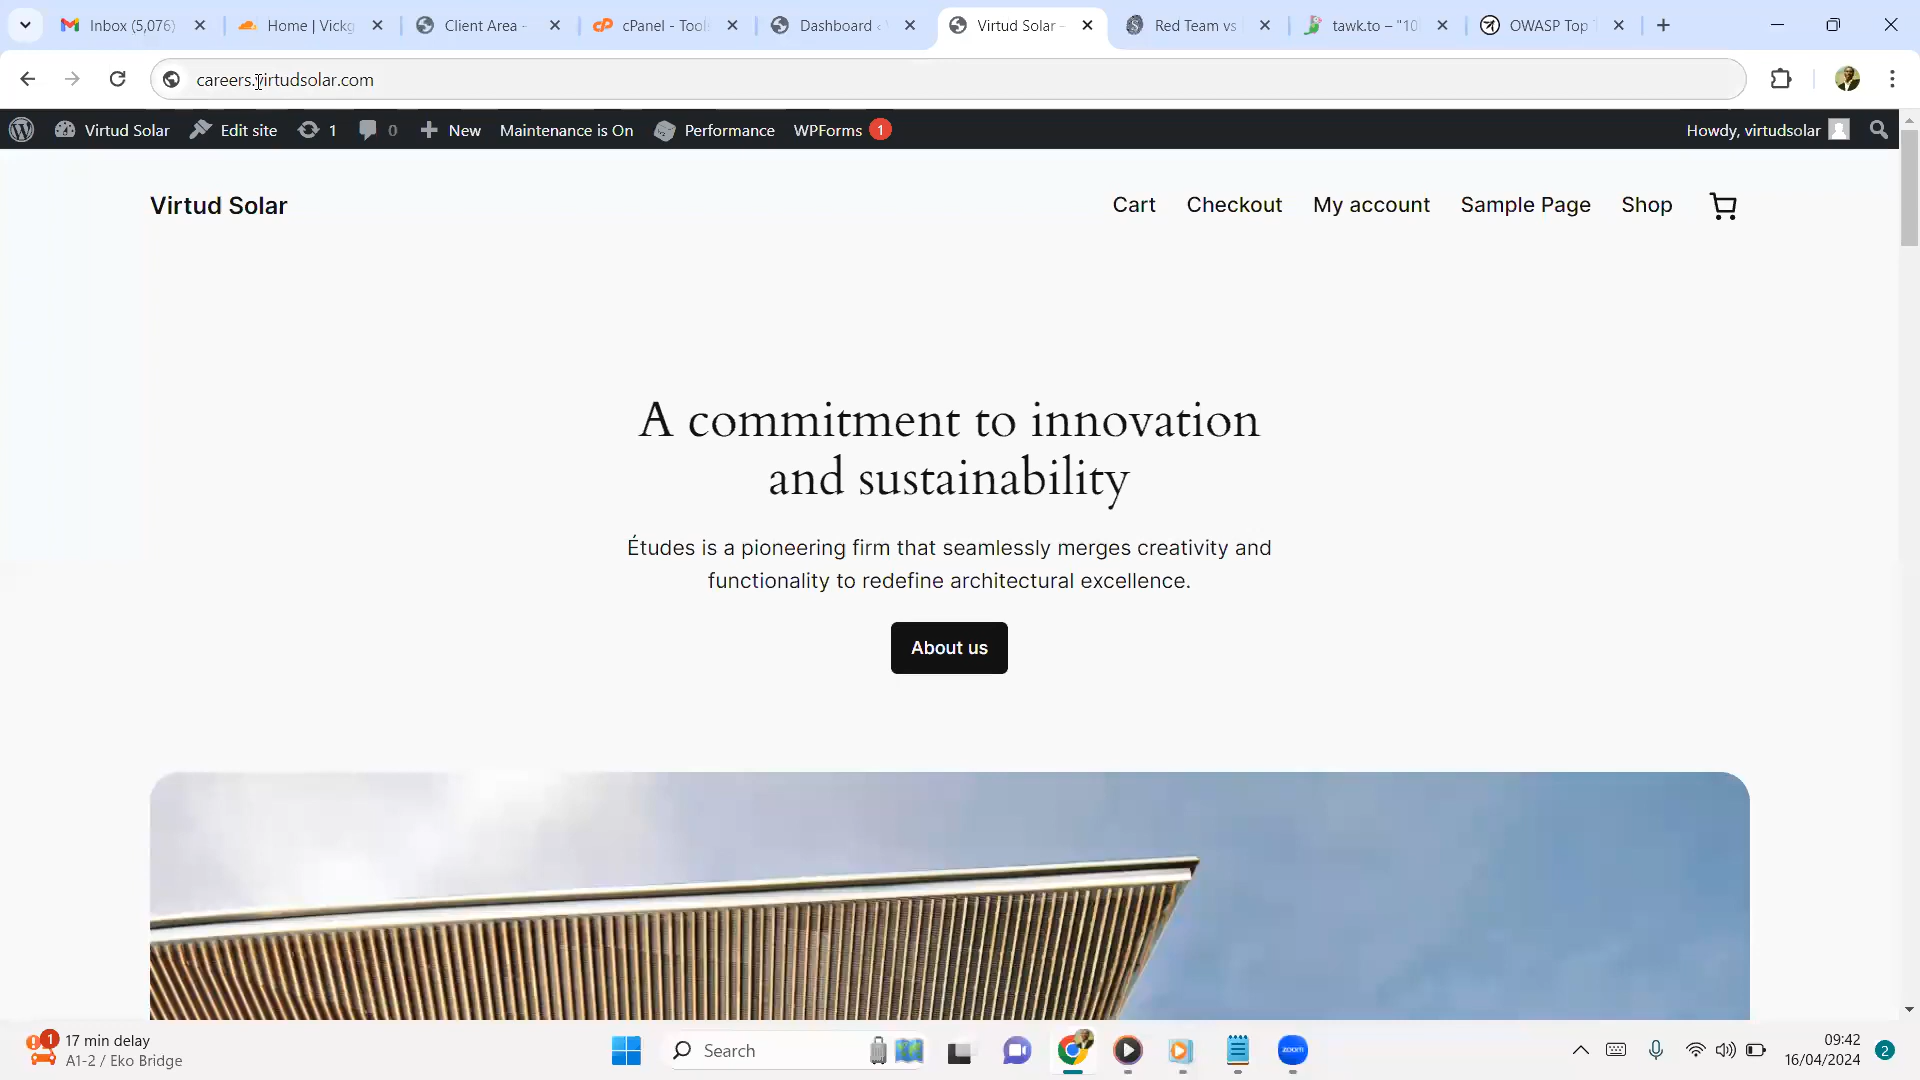 Inbox (5,076)
Home | Vickg
Client Area -
cPanel - Tool
Dashboard ‹
Virtud Solar –
Red Team vs
tawk.to – "10
OWASP Top
careers.virtudsolar.com
Virtud Solar
Edit site
1
0
New
Maintenance is On
Performance
WPForms 1
Howdy, virtudsolar
Virtud Solar
Cart
Checkout
My account
Sample Page
Shop
A commitment to innovation
and sustainability
Études is a pioneering firm that seamlessly merges creativity and
functionality to redefine architectural excellence.
About us
1
17 min delay
A1-2 / Eko Bridge
Search
zoom
09:42
16/04/2024
2